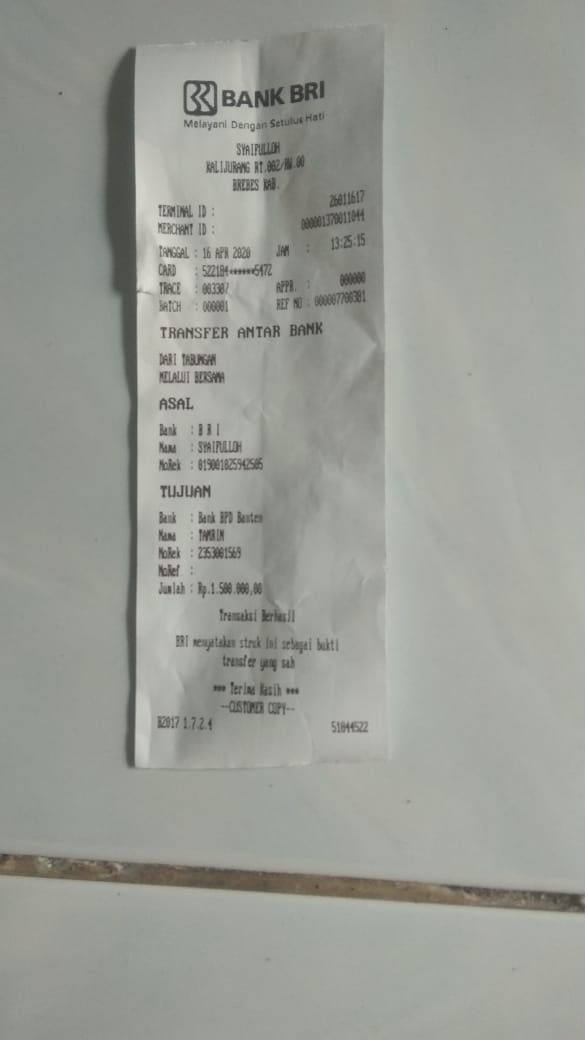 BANK BRI
Melayani Dengan Setulus Hati
SYAIFULLOH
KALIJURANG RT.002/RW.00
BREBES KAB.
TERMINAL ID : 26011617
MERCHANT ID : 000001370011044
TANGGAL : 16 APR 2020 JAM : 13:25:15
CARD : 522184******5472
TRACE : 003307 APPR. : 000000
BATCH : 000001 REF NO : 000007700301
TRANSFER ANTAR BANK
DARI TABUNGAN
MELALUI BERSAMA
ASAL
Bank : B R I
Nama : SYAIFULLOH
NoRek : 019001025942505
TUJUAN
Bank : Bank BPD Banten
Nama : TAMRIN
NoRek : 2353001569
NoRef :
Jumlah : Rp.1.500.000,00
Transaksi Berhasil
BRI menyatakan struk ini sebagai bukti
transfer yang sah
*** Terima Kasih ***
--CUSTOMER COPY--
B2017 1.7.2.4 51044522